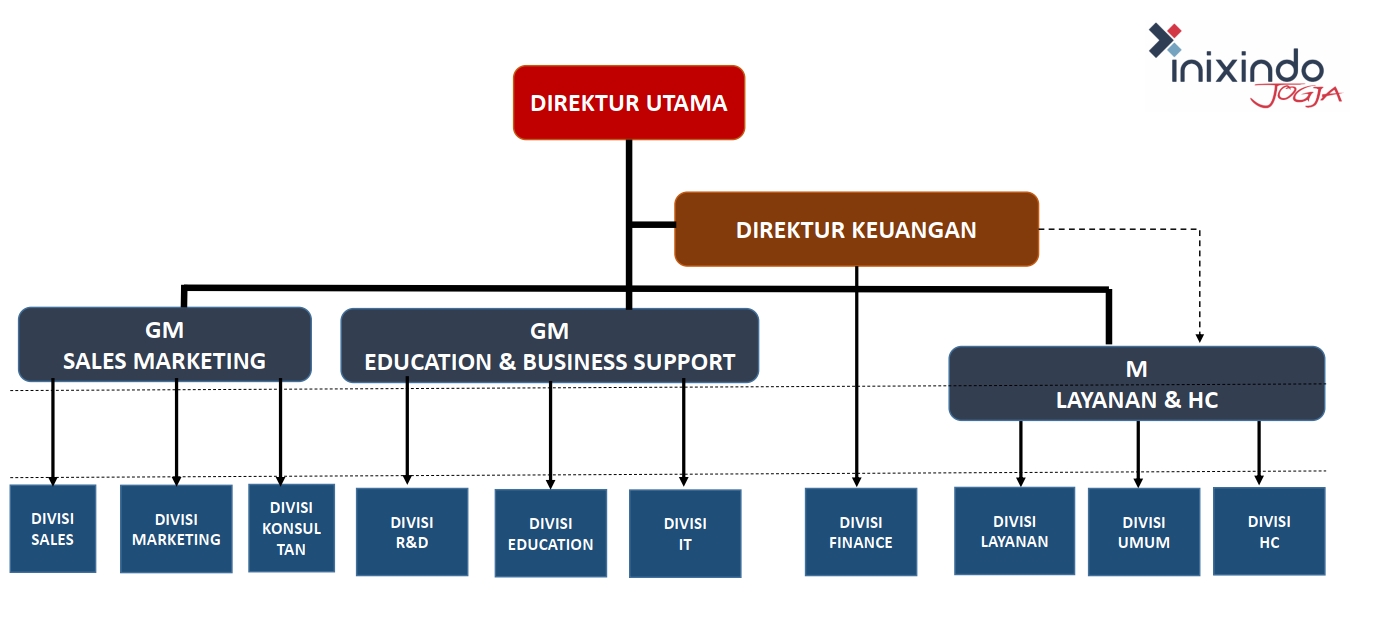 inixindo
JOGJA
DIREKTUR UTAMA
DIREKTUR KEUANGAN
GM
SALES MARKETING
GM
EDUCATION & BUSINESS SUPPORT
M
LAYANAN & HC
DIVISI
SALES
DIVISI
MARKETING
DIVISI
KONSUL
TAN
DIVISI
R&D
DIVISI
EDUCATION
DIVISI
IT
DIVISI
FINANCE
DIVISI
LAYANAN
DIVISI
UMUM
DIVISI
HC